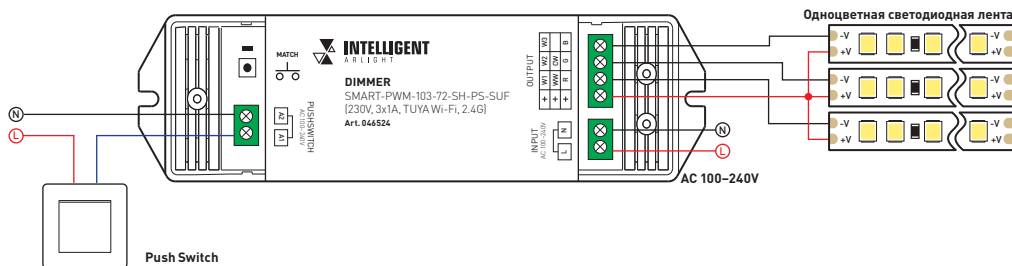 Одноцветная светодиодная лента
MATCH
INTELLIGENT
ARLIGHT
DIMMER
SMART-PWM-103-72-SH-PS-SUF
(230V, 3x1A, TUYA Wi-Fi, 2.4G)
Art. 046524
N
L
A2
A1
PUSHSWITCH
AC 100-240V
OUTPUT
W3 B
W2 CW G
W1 WW R
+ + +
INPUT
AC 100-240V
N
L
N
L
AC 100–240V
-V -V
+V +V
-V -V
+V +V
-V -V
+V +V
Push Switch